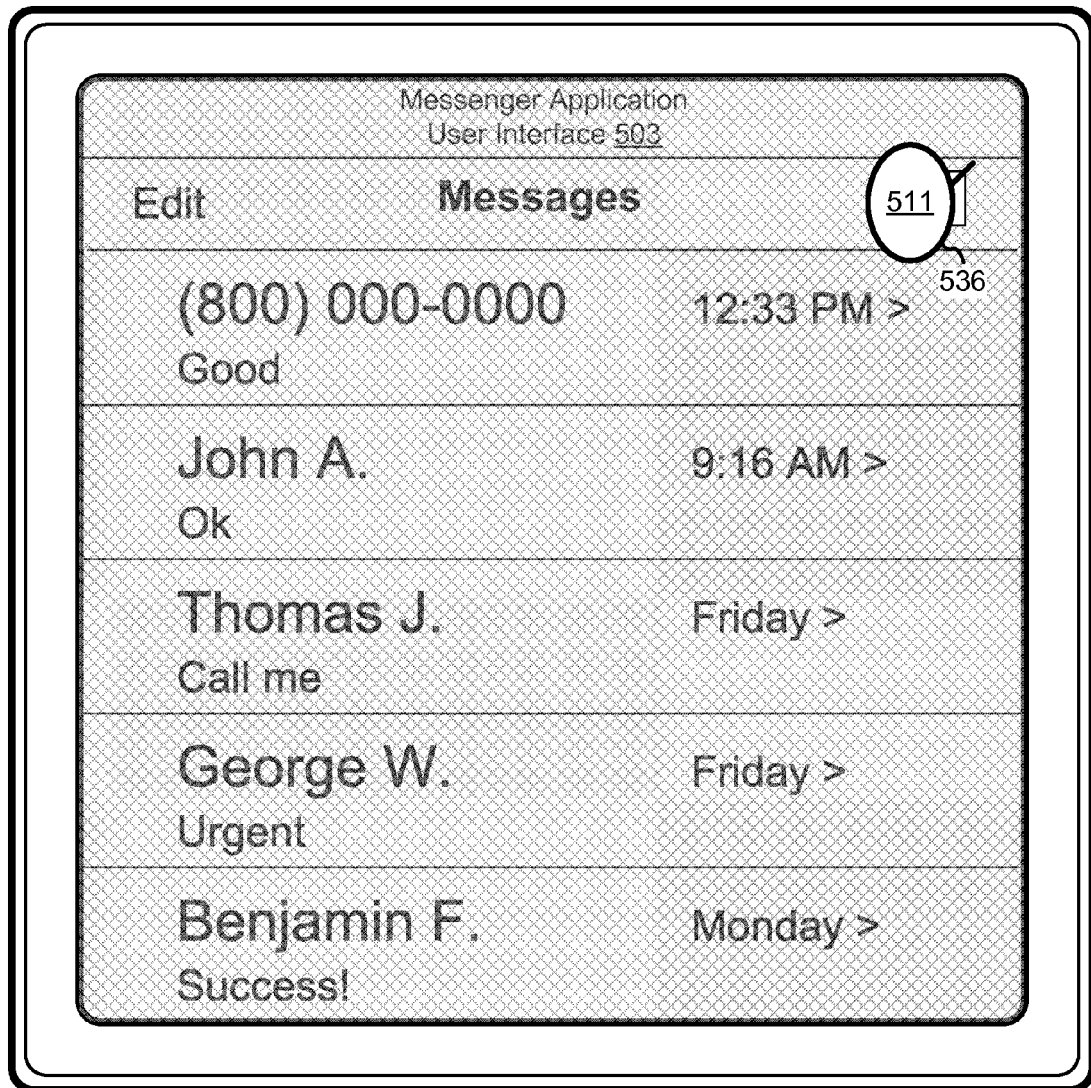 Messenger Application
User Interface 503
Edit Messages 511
536
(800) 000-0000 12:33 PM >
Good
John A. 9:16 AM >
Ok
Thomas J. Friday >
Call me
George W. Friday >
Urgent
Benjamin F. Monday >
Success!